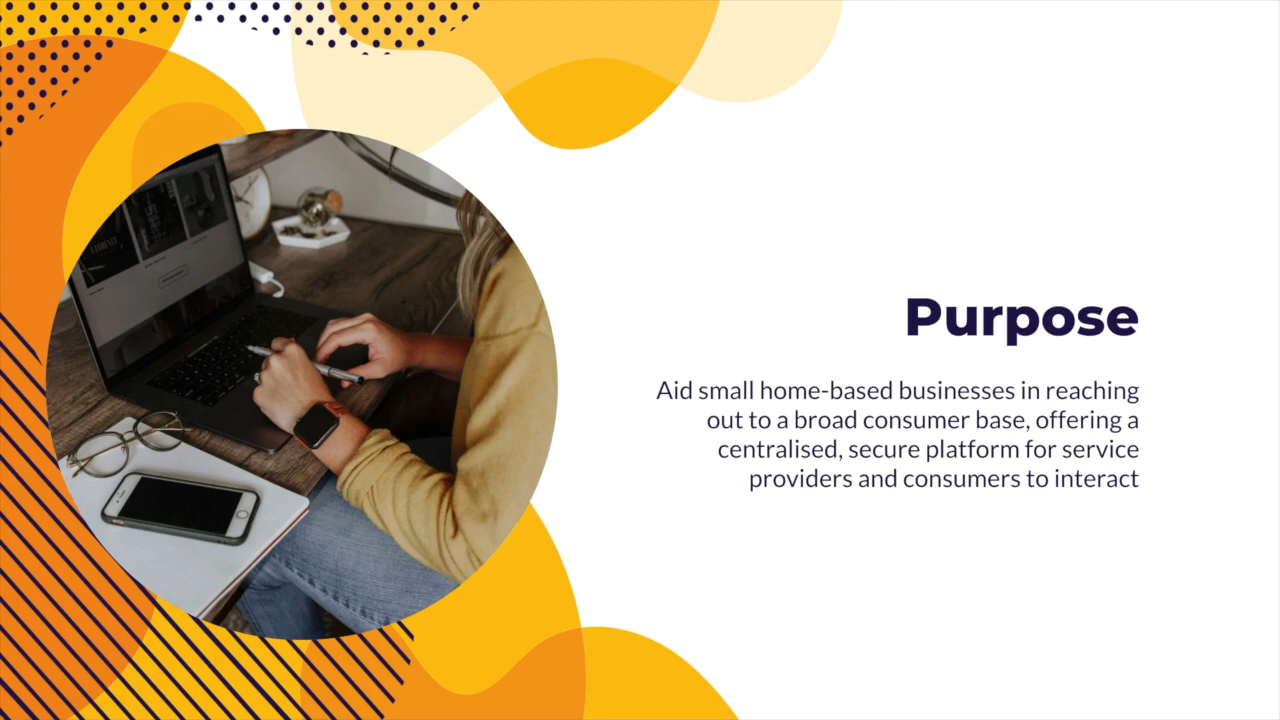 Purpose
Aid small home-based businesses in reaching
out to a broad consumer base, offering a
centralised, secure platform for service
providers and consumers to interact